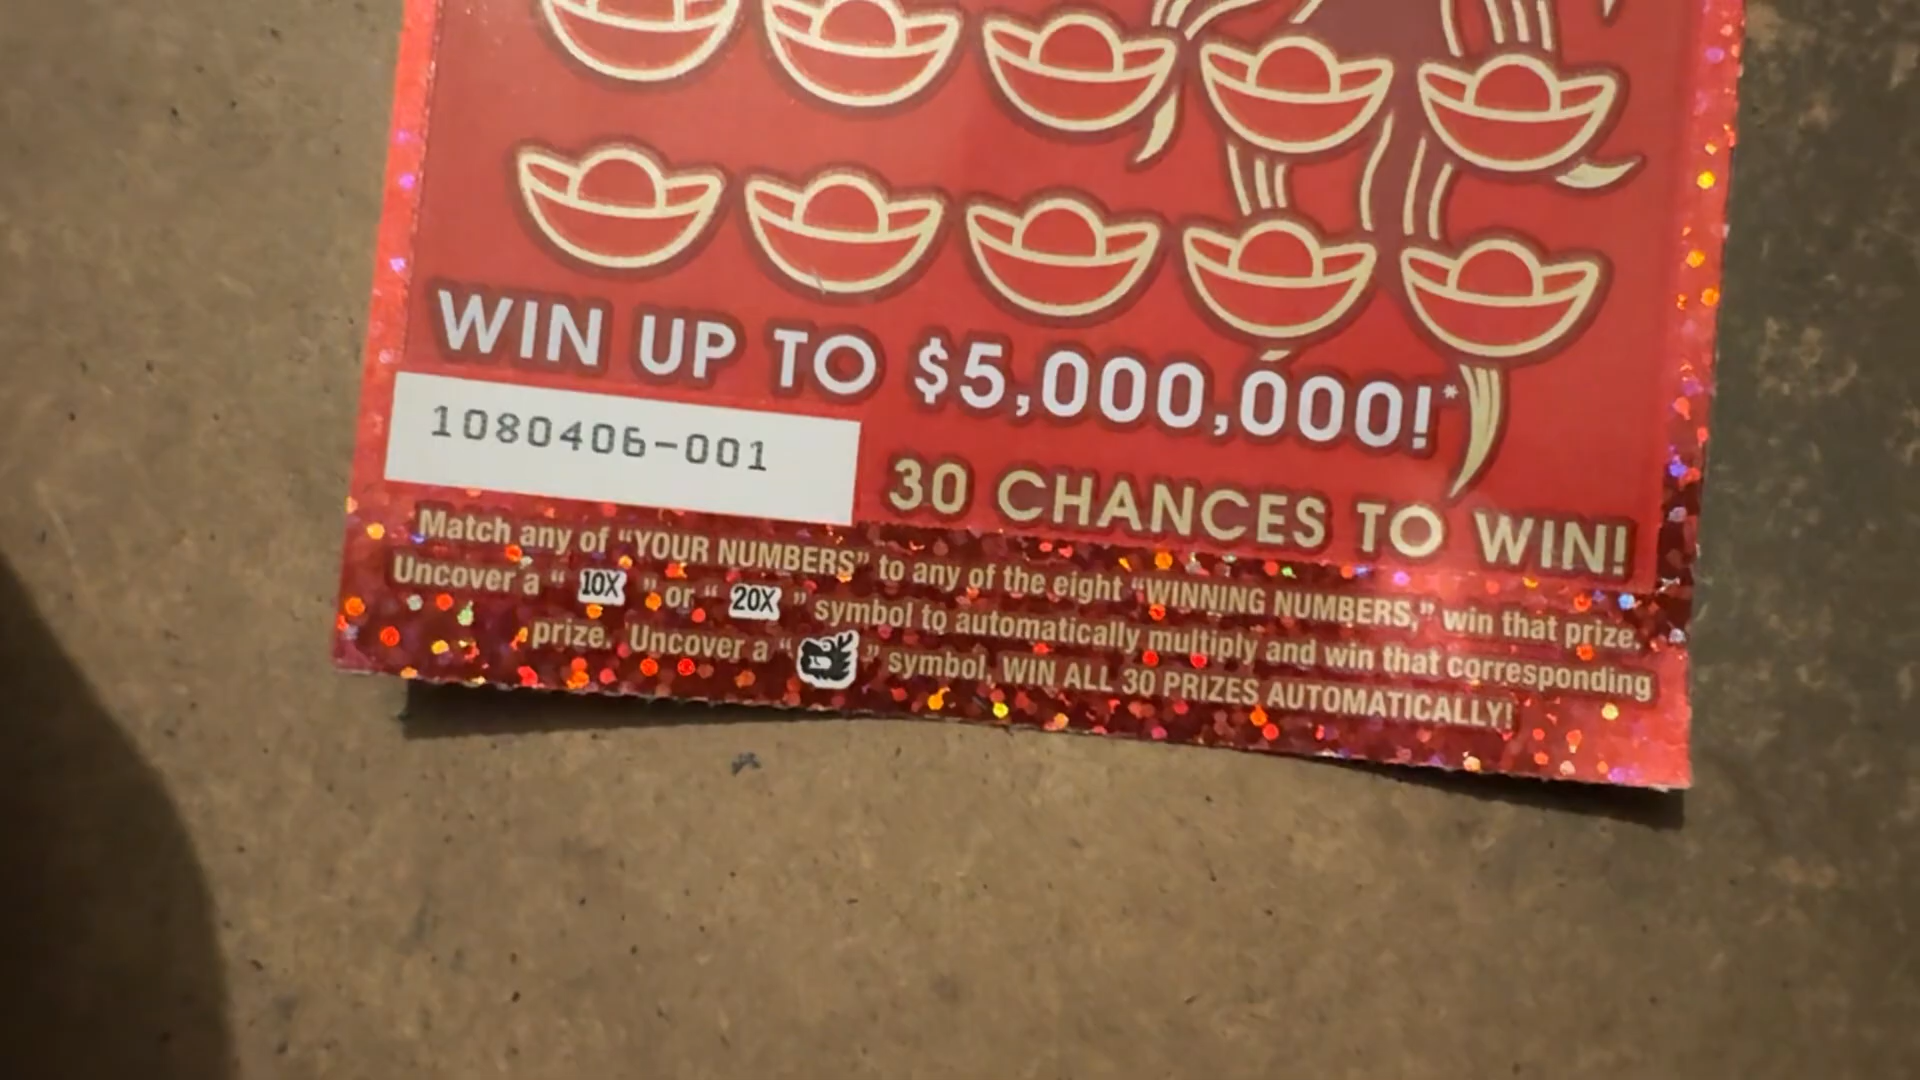 WIN UP TO $5,000,000!*
1080406-001
30 CHANCES TO WIN!
Match any of “YOUR NUMBERS” to any of the eight “WINNING NUMBERS,” win that prize.
Uncover a “ 10X ” or “ 20X ” symbol to automatically multiply and win that corresponding
prize. Uncover a “ ” symbol, WIN ALL 30 PRIZES AUTOMATICALLY!